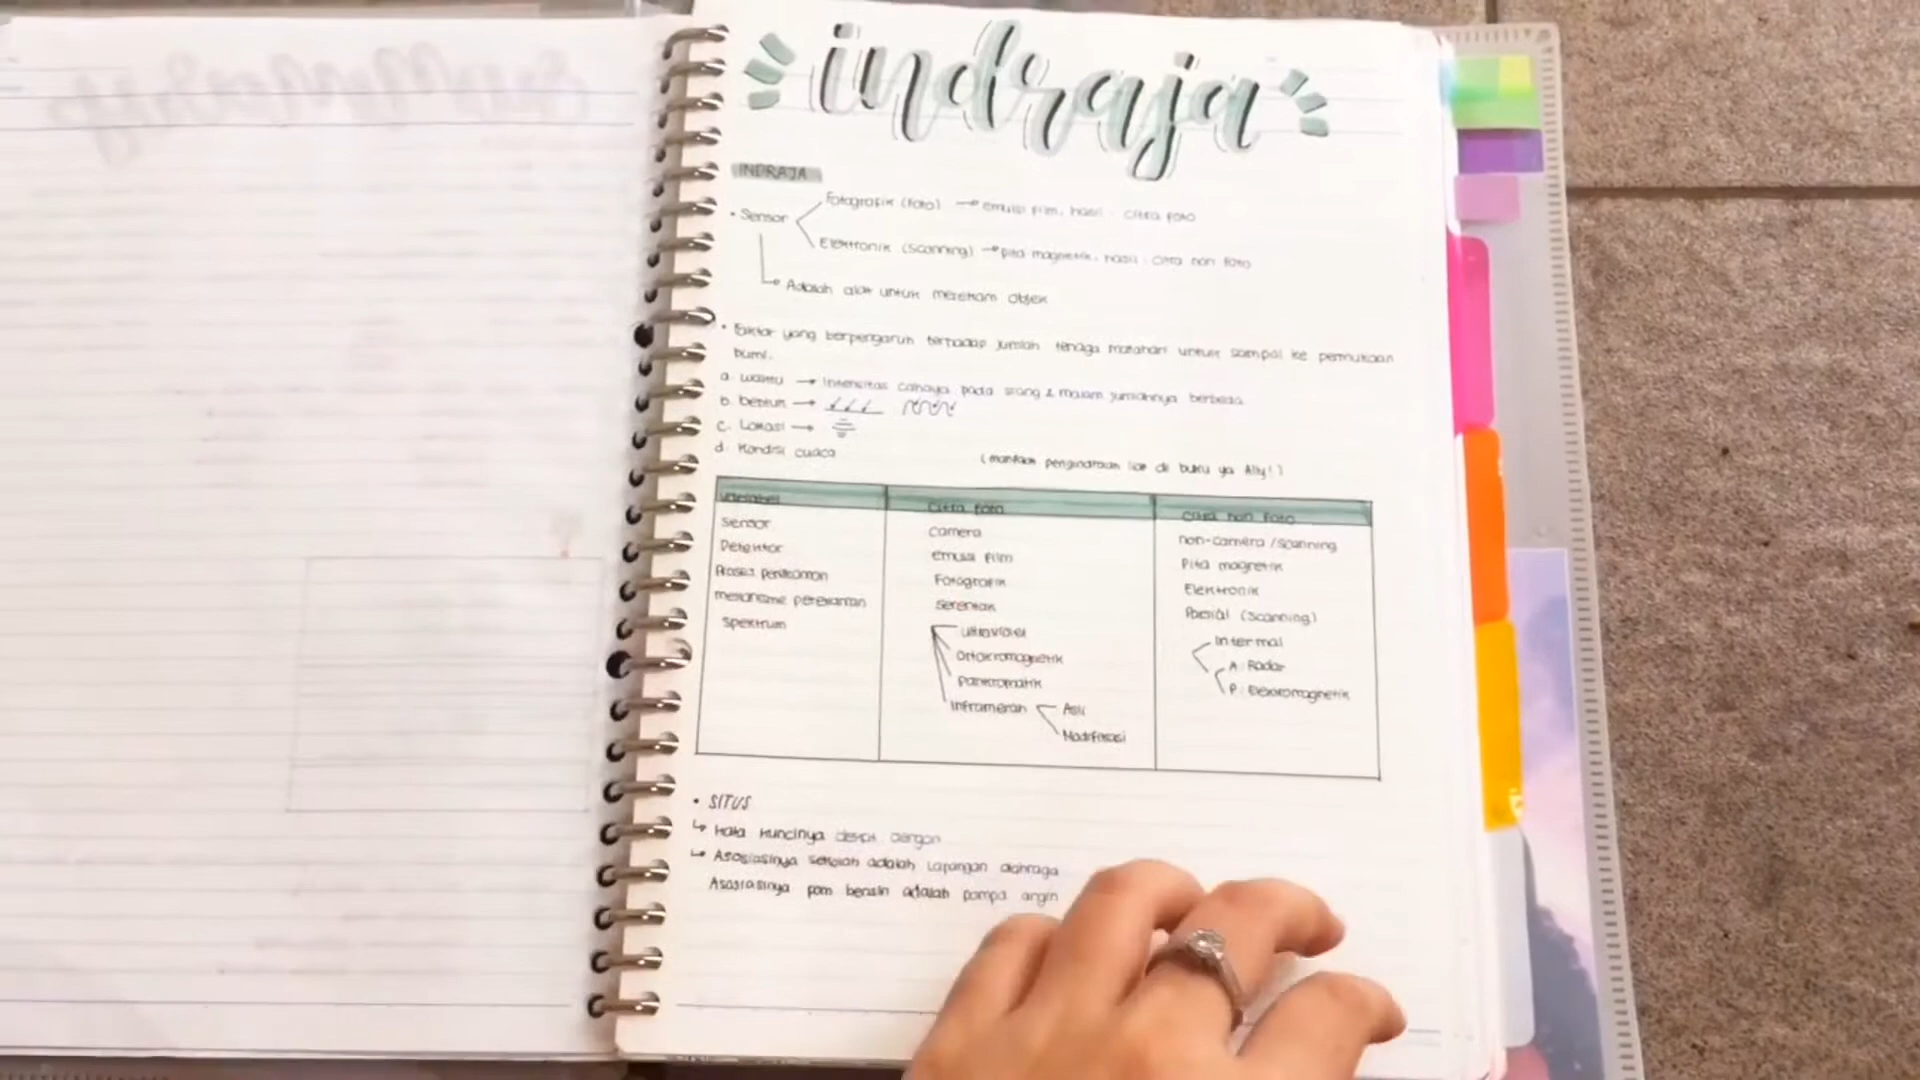 indraja
INDRAJA
• Sensor
Fotografik (foto) → emulsi film, hasil : citra foto
Elektronik (Scanning) → pita magnetik, hasil : citra non foto
Adalah alat untuk merekam objek
• Faktor yang berpengaruh terhadap jumlah tenaga matahari untuk sampai ke permukaan
bumi.
a. waktu → Intensitas cahaya pada siang & malam jumlahnya berbeda
b. bentuk →
c. Lokasi →
d. Kondisi cuaca
(manfaat pengindraan liat di buku ya Ally!)
Variabel
Sensor
Detektor
Proses perekaman
mekanisme perekaman
Spektrum
Citra foto
Camera
emulsi film
Fotografik
Serentak
Ultraviolet
Ortokromagnetik
Pankromatik
Inframerah
Asli
Modifikasi
Citra non foto
non-camera / scanning
Pita magnetik
Elektronik
Parsial (scanning)
Intermal
A : Radar
P : Elektromagnetik
• SITUS
Kata kuncinya dekat dengan
Asosiasinya sekolah adalah lapangan olahraga
Asosiasinya pom bensin adalah pompa angin